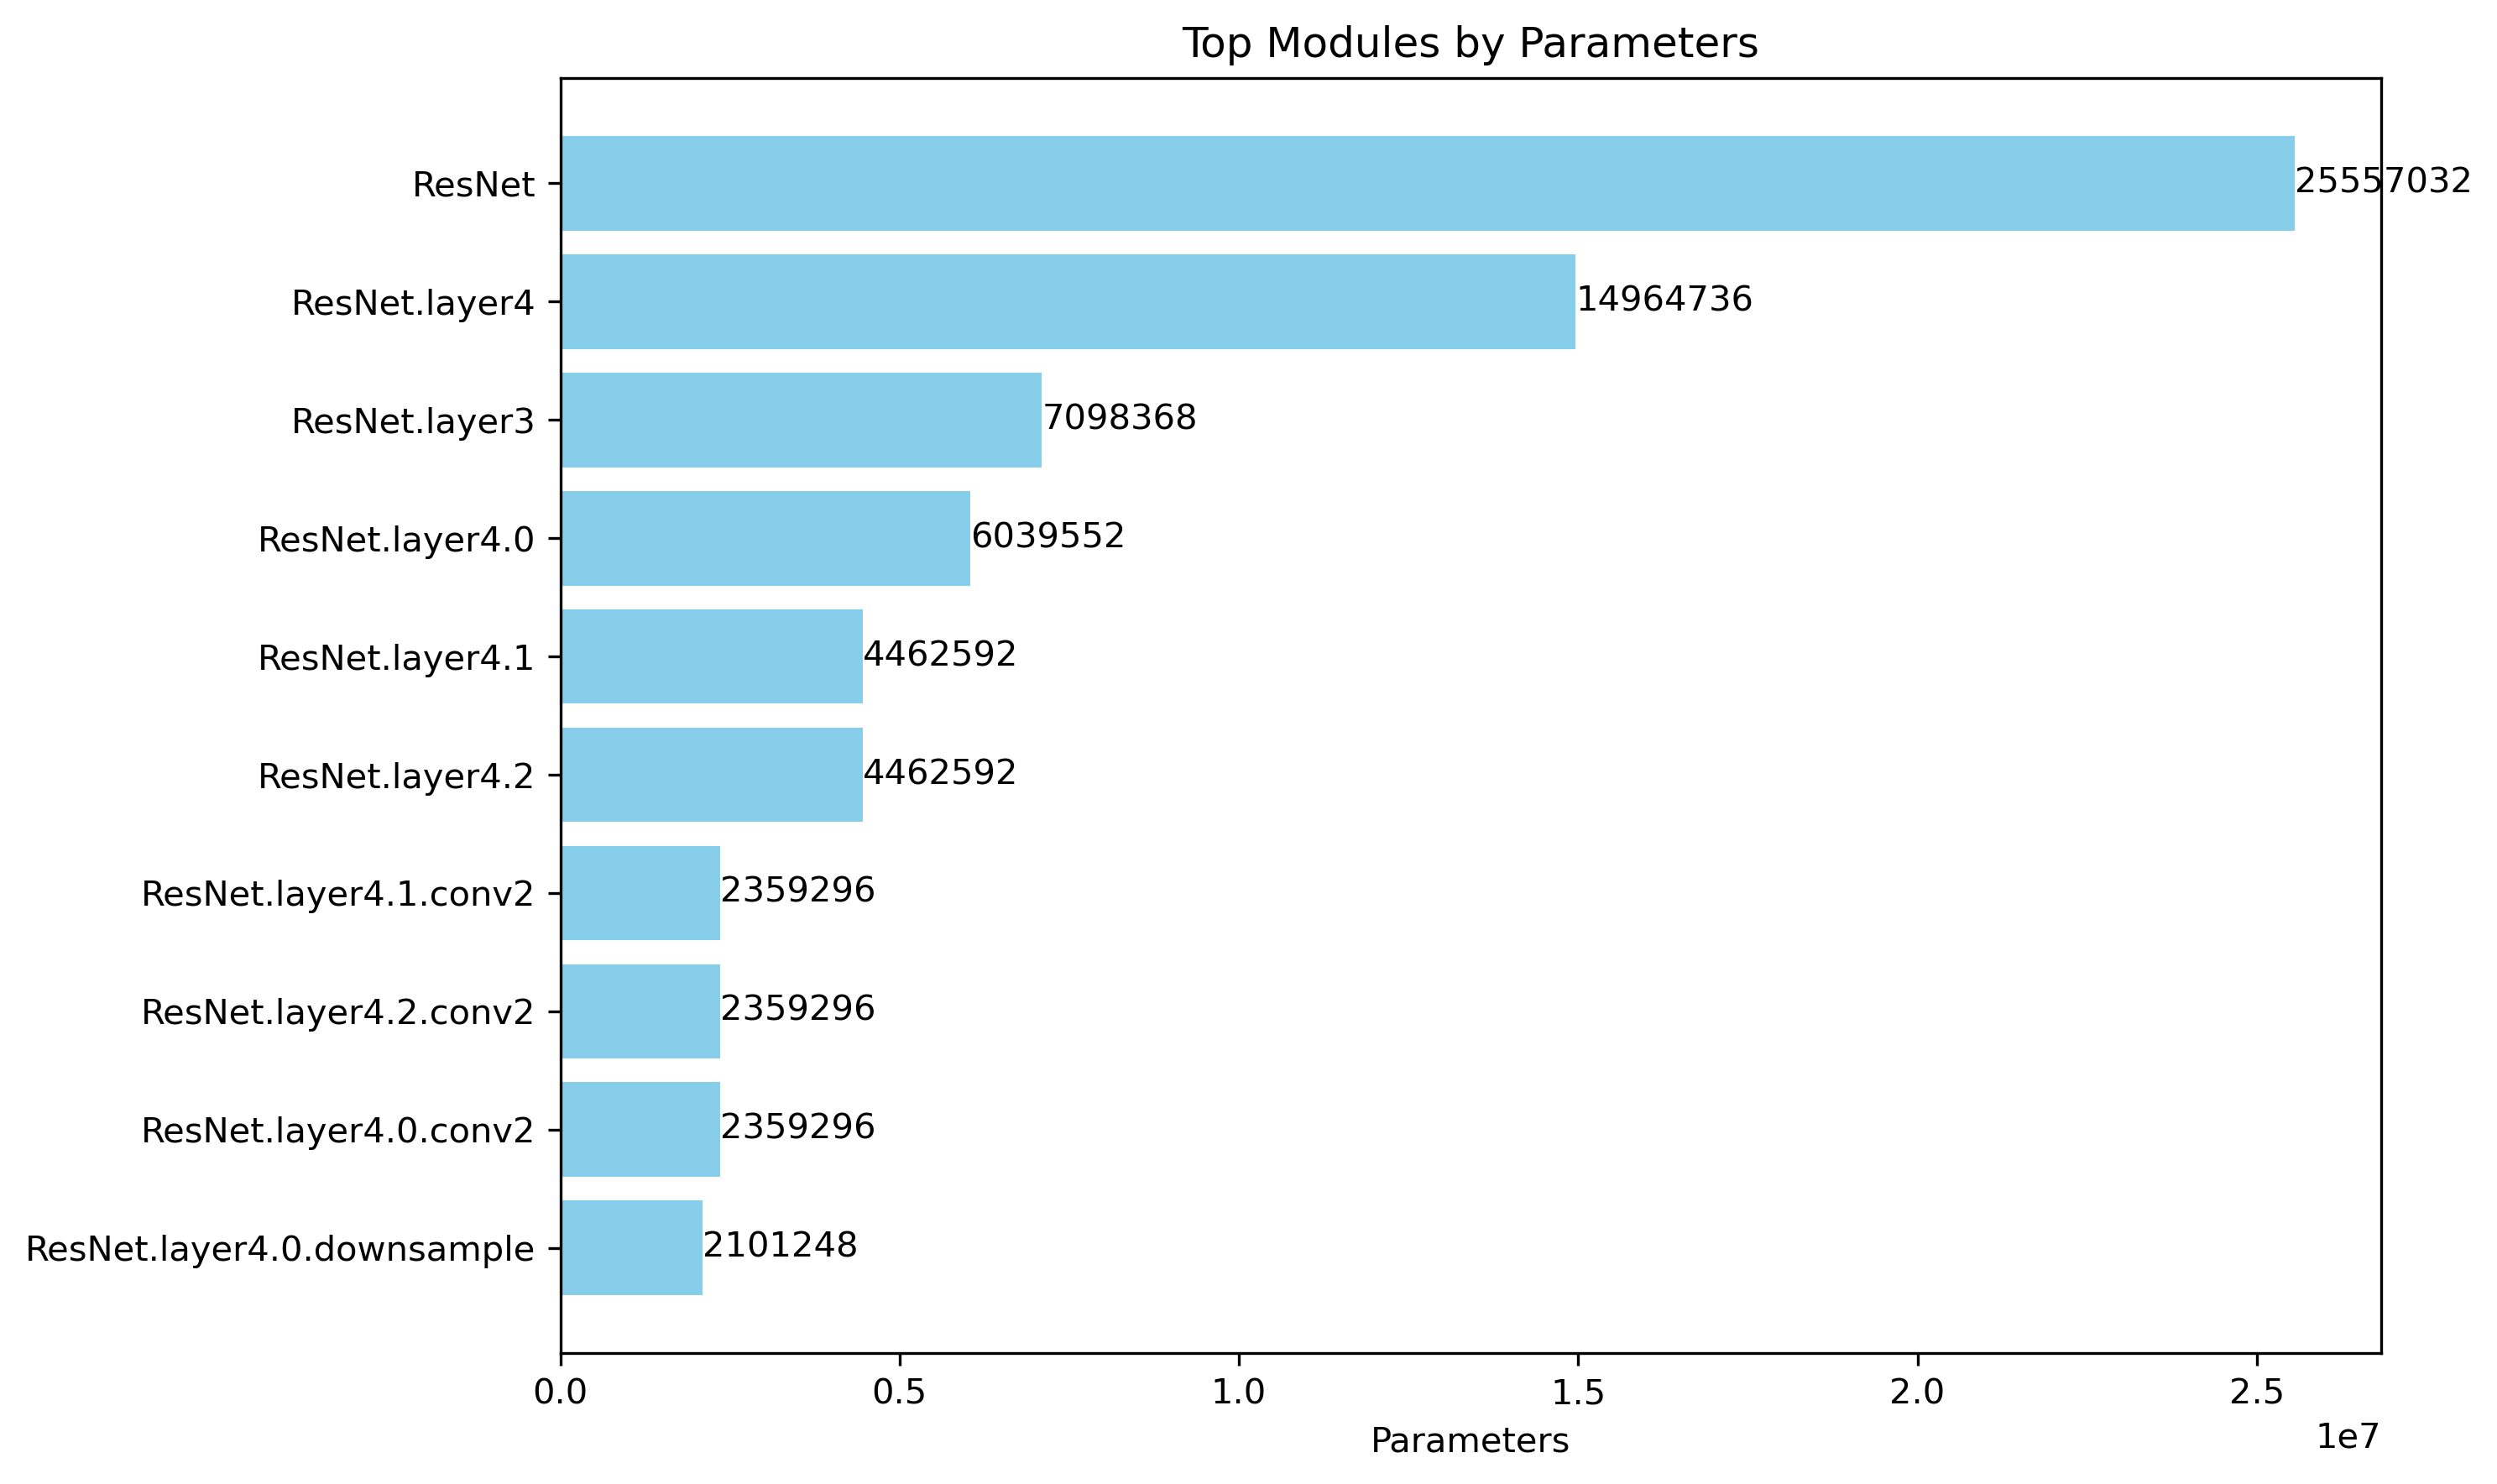 Top Modules by Parameters
ResNet 25557032
ResNet.layer4 14964736
ResNet.layer3 7098368
ResNet.layer4.0 6039552
ResNet.layer4.1 4462592
ResNet.layer4.2 4462592
ResNet.layer4.1.conv2 2359296
ResNet.layer4.2.conv2 2359296
ResNet.layer4.0.conv2 2359296
ResNet.layer4.0.downsample 2101248
0.0 0.5 1.0 1.5 2.0 2.5
1e7
Parameters